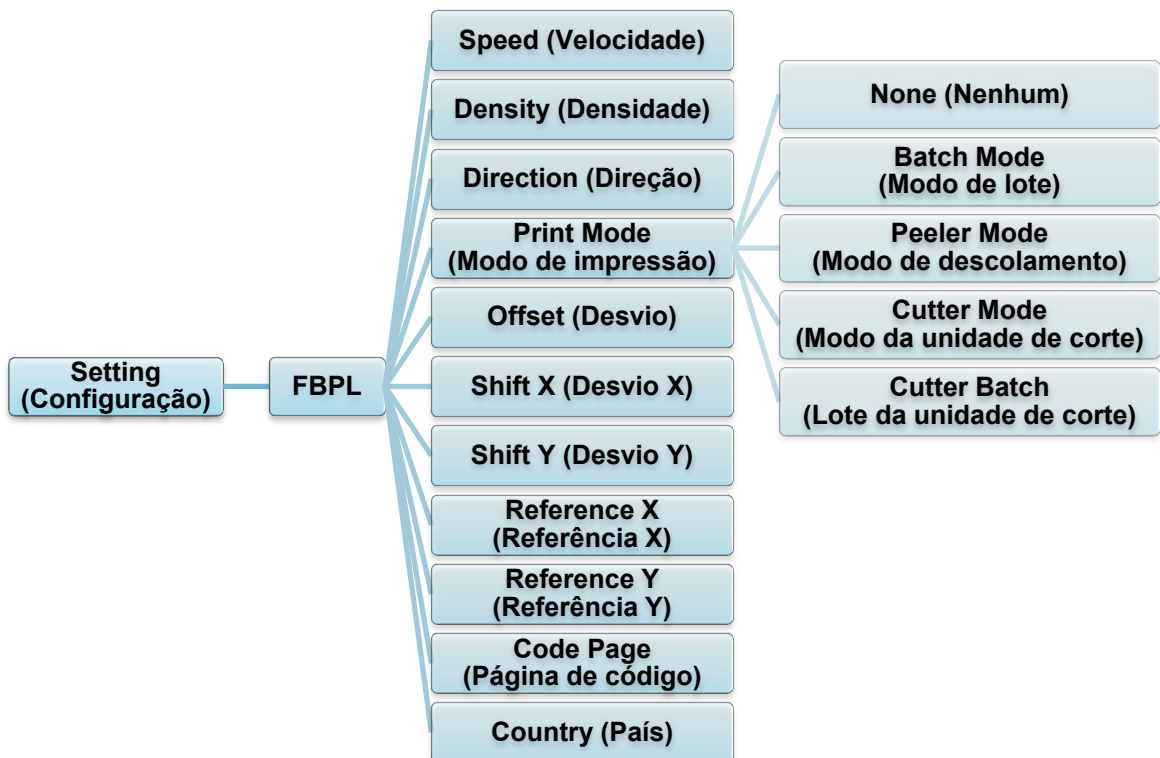 Setting
(Configuração)
FBPL
Speed (Velocidade)
Density (Densidade)
Direction (Direção)
Print Mode
(Modo de impressão)
Offset (Desvio)
Shift X (Desvio X)
Shift Y (Desvio Y)
Reference X
(Referência X)
Reference Y
(Referência Y)
Code Page
(Página de código)
Country (País)
None (Nenhum)
Batch Mode
(Modo de lote)
Peeler Mode
(Modo de descolamento)
Cutter Mode
(Modo da unidade de corte)
Cutter Batch
(Lote da unidade de corte)